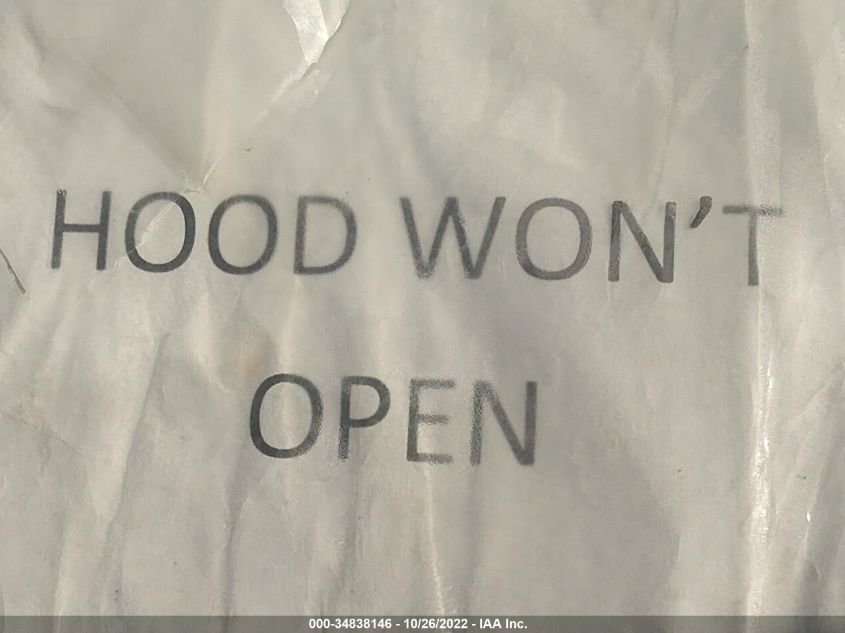 HOOD WON’T
OPEN
000-34838146 - 10/26/2022 - IAA Inc.